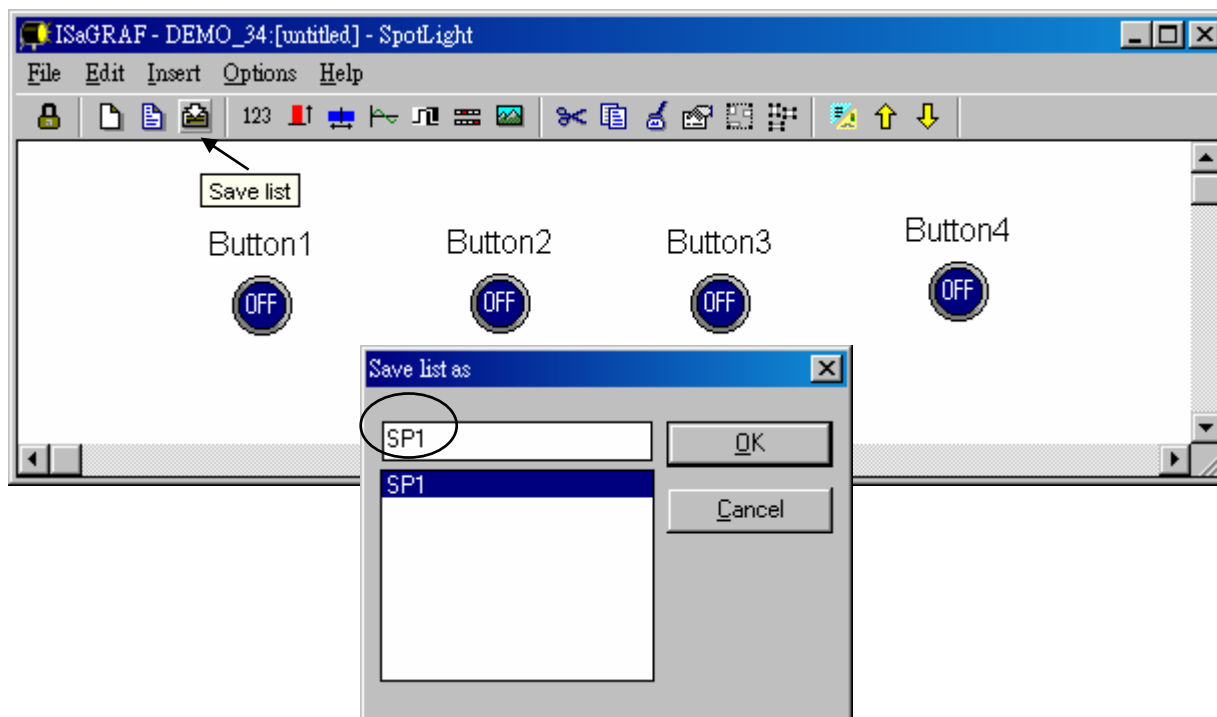 ISaGRAF - DEMO_34:[untitled] - SpotLight
File Edit Insert Options Help
123
Save list
Button1 Button2 Button3 Button4
OFF OFF OFF OFF
Save list as
SP1 OK
SP1
Cancel